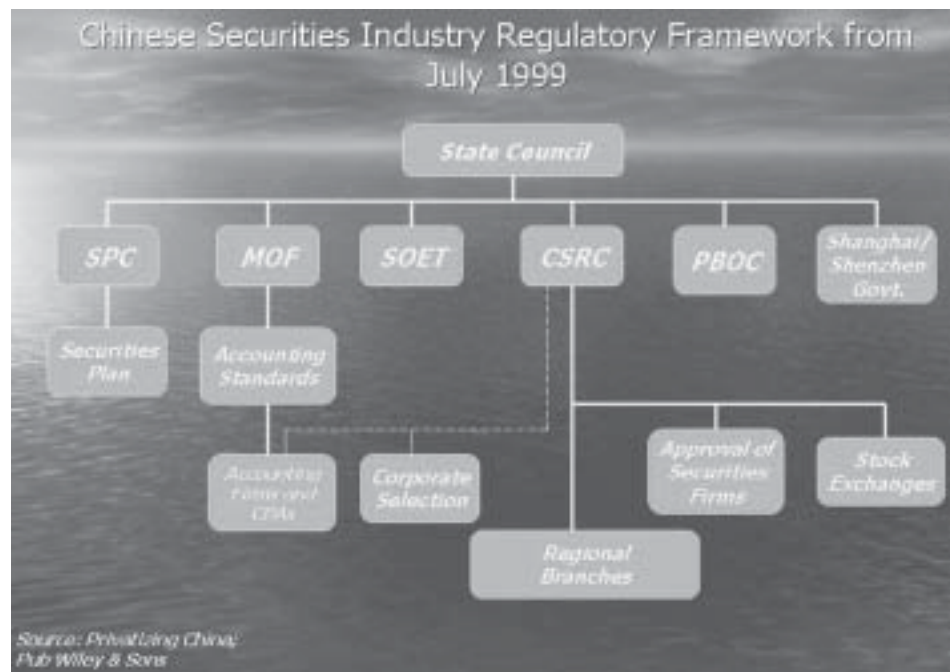 Chinese Securities Industry Regulatory Framework from
July 1999
State Council
SPC
MOF
SOET
CSRC
PBOC
Shanghai/
Shenzhen
Govt.
Securities
Plan
Accounting
Standards
Accounting
Firms and
CPAs
Corporate
Selection
Approval of
Securities
Firms
Stock
Exchanges
Regional
Branches
Source: Privatizing China;
Pub Wiley & Sons